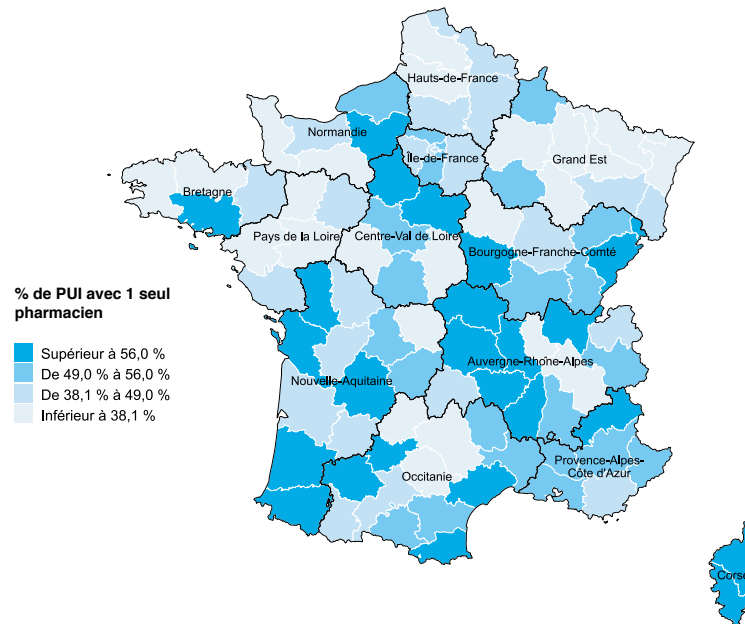 Hauts-de-France
Normandie
Île-de-France
Grand Est
Bretagne
Pays de la Loire
Centre-Val de Loire
Bourgogne-Franche-Comté
% de PUI avec 1 seul
pharmacien
Supérieur à 56,0 %
De 49,0 % à 56,0 %
De 38,1 % à 49,0 %
Inférieur à 38,1 %
Auvergne-Rhône-Alpes
Nouvelle-Aquitaine
Provence-Alpes-
Côte d'Azur
Occitanie
Corse